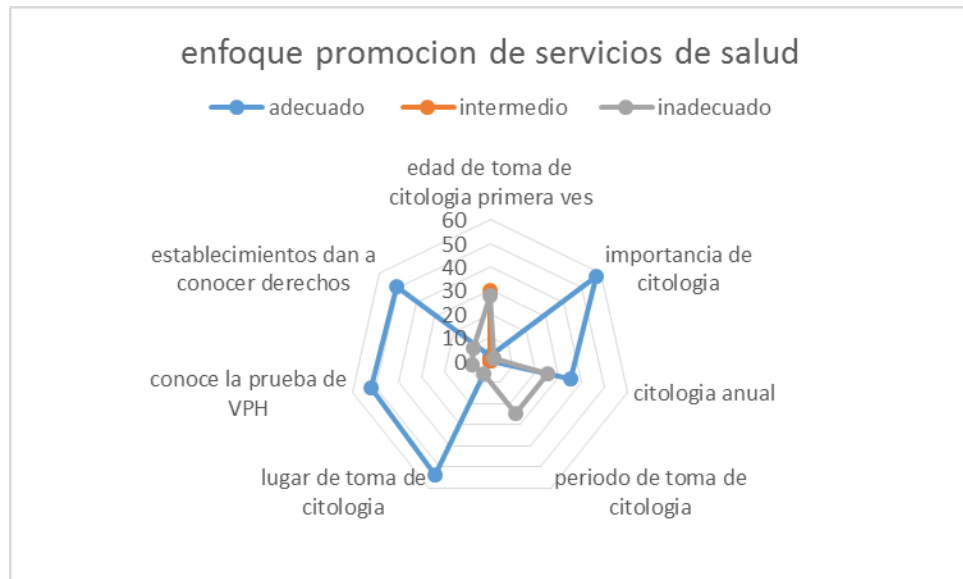 enfoque promocion de servicios de salud
adecuado intermedio inadecuado
edad de toma de
citologia primera ves
60
50
40
30
20
10
0
importancia de
citologia
citologia anual
periodo de toma de
citologia
lugar de toma de
citologia
conoce la prueba de
VPH
establecimientos dan a
conocer derechos